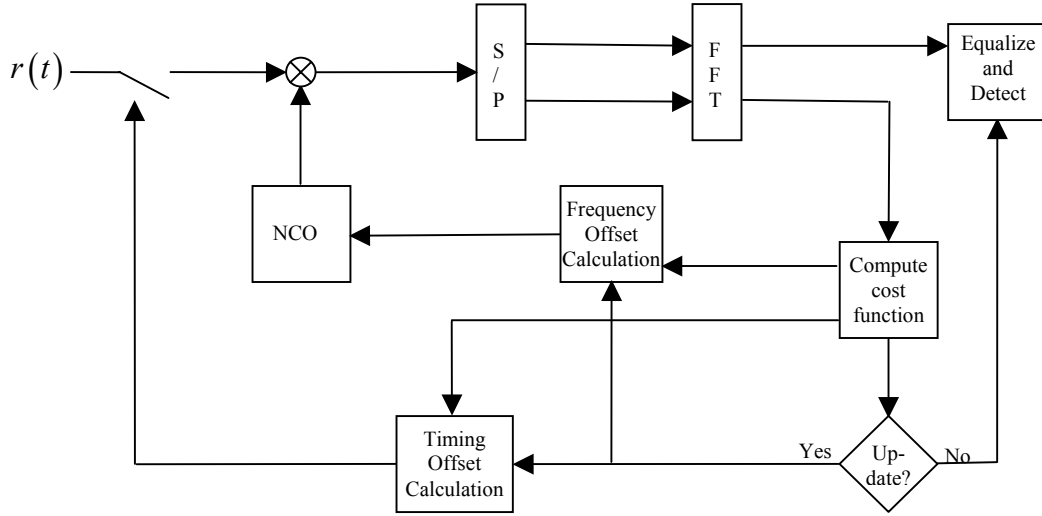 r(t)
S
/
P
F
F
T
Equalize
and
Detect
NCO
Frequency
Offset
Calculation
Compute
cost
function
Timing
Offset
Calculation
Yes
Up-
date?
No